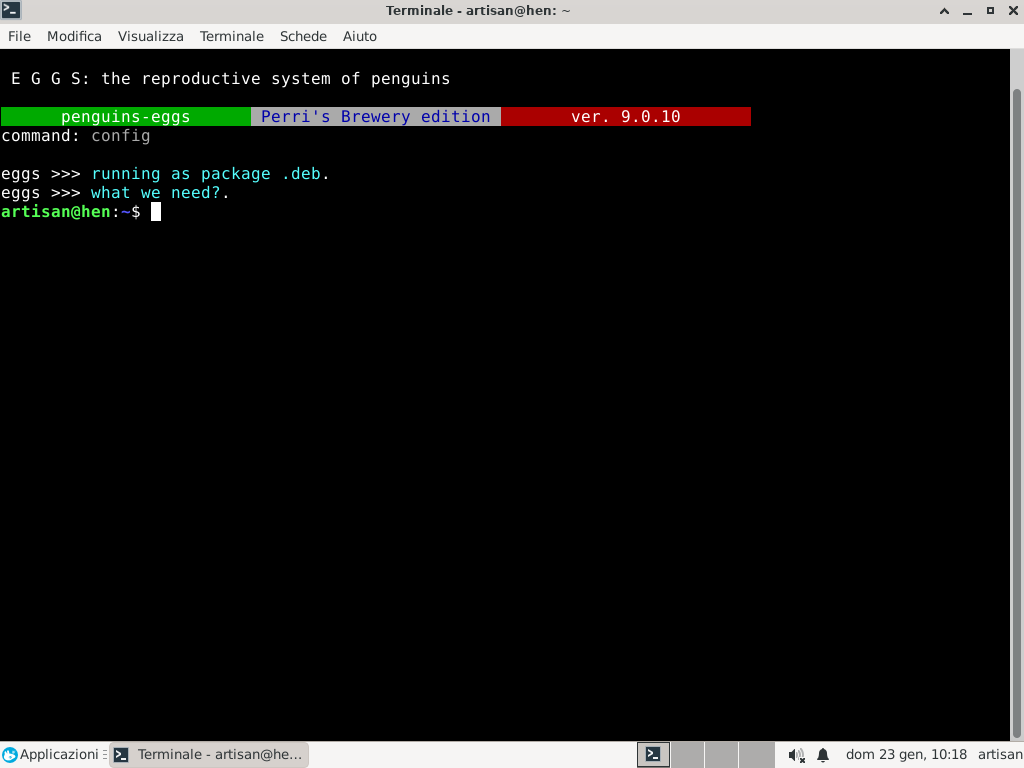 Terminale - artisan@hen: ~
File Modifica Visualizza Terminale Schede Aiuto
E G G S: the reproductive system of penguins
penguins-eggs Perri's Brewery edition ver. 9.0.10
command: config
eggs >>> running as package .deb.
eggs >>> what we need?.
artisan@hen:~$
Applicazioni Terminale - artisan@he... dom 23 gen, 10:18 artisan